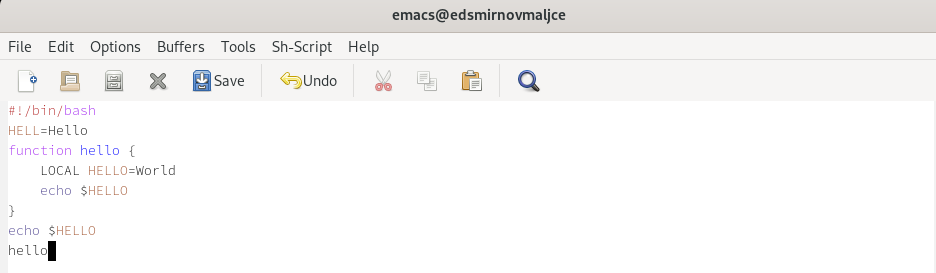 emacs@edsmirnovmaljce
File Edit Options Buffers Tools Sh-Script Help
Save Undo
#!/bin/bash
HELL=Hello
function hello {
    LOCAL HELLO=World
    echo $HELLO
}
echo $HELLO
hello